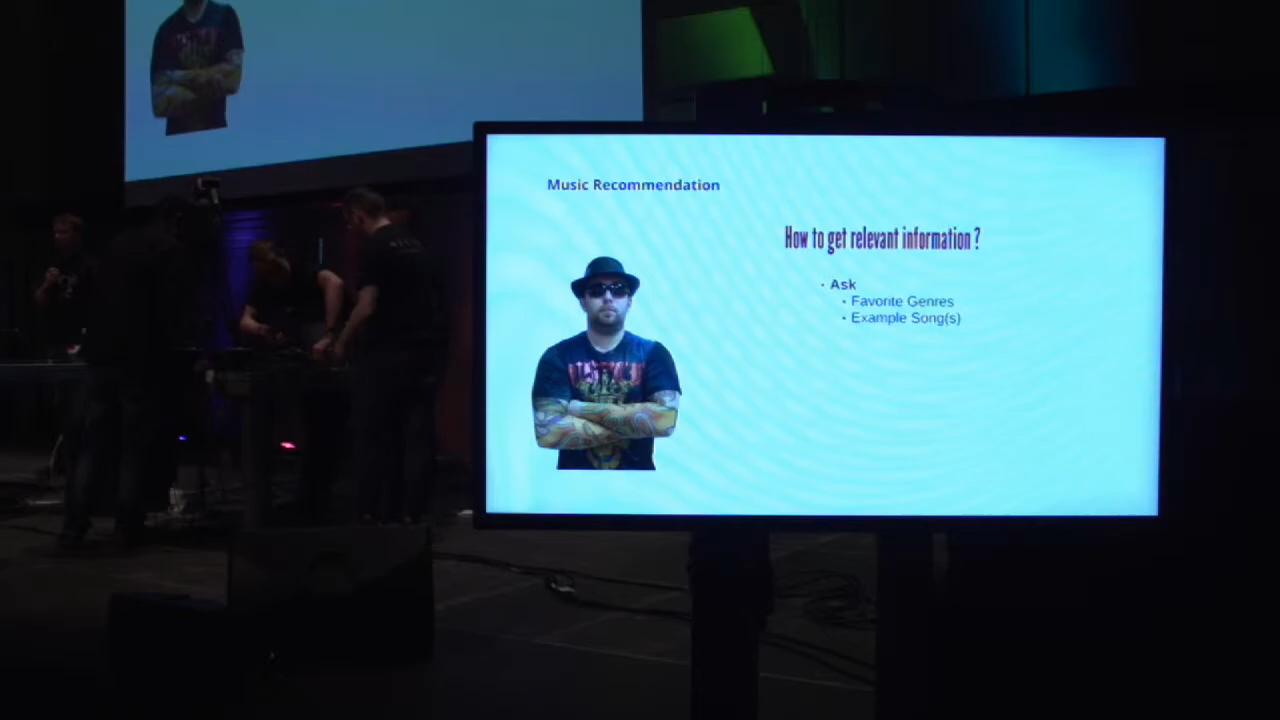 Music Recommendation
How to get relevant information ?
· Ask
· Favorite Genres
· Example Song(s)